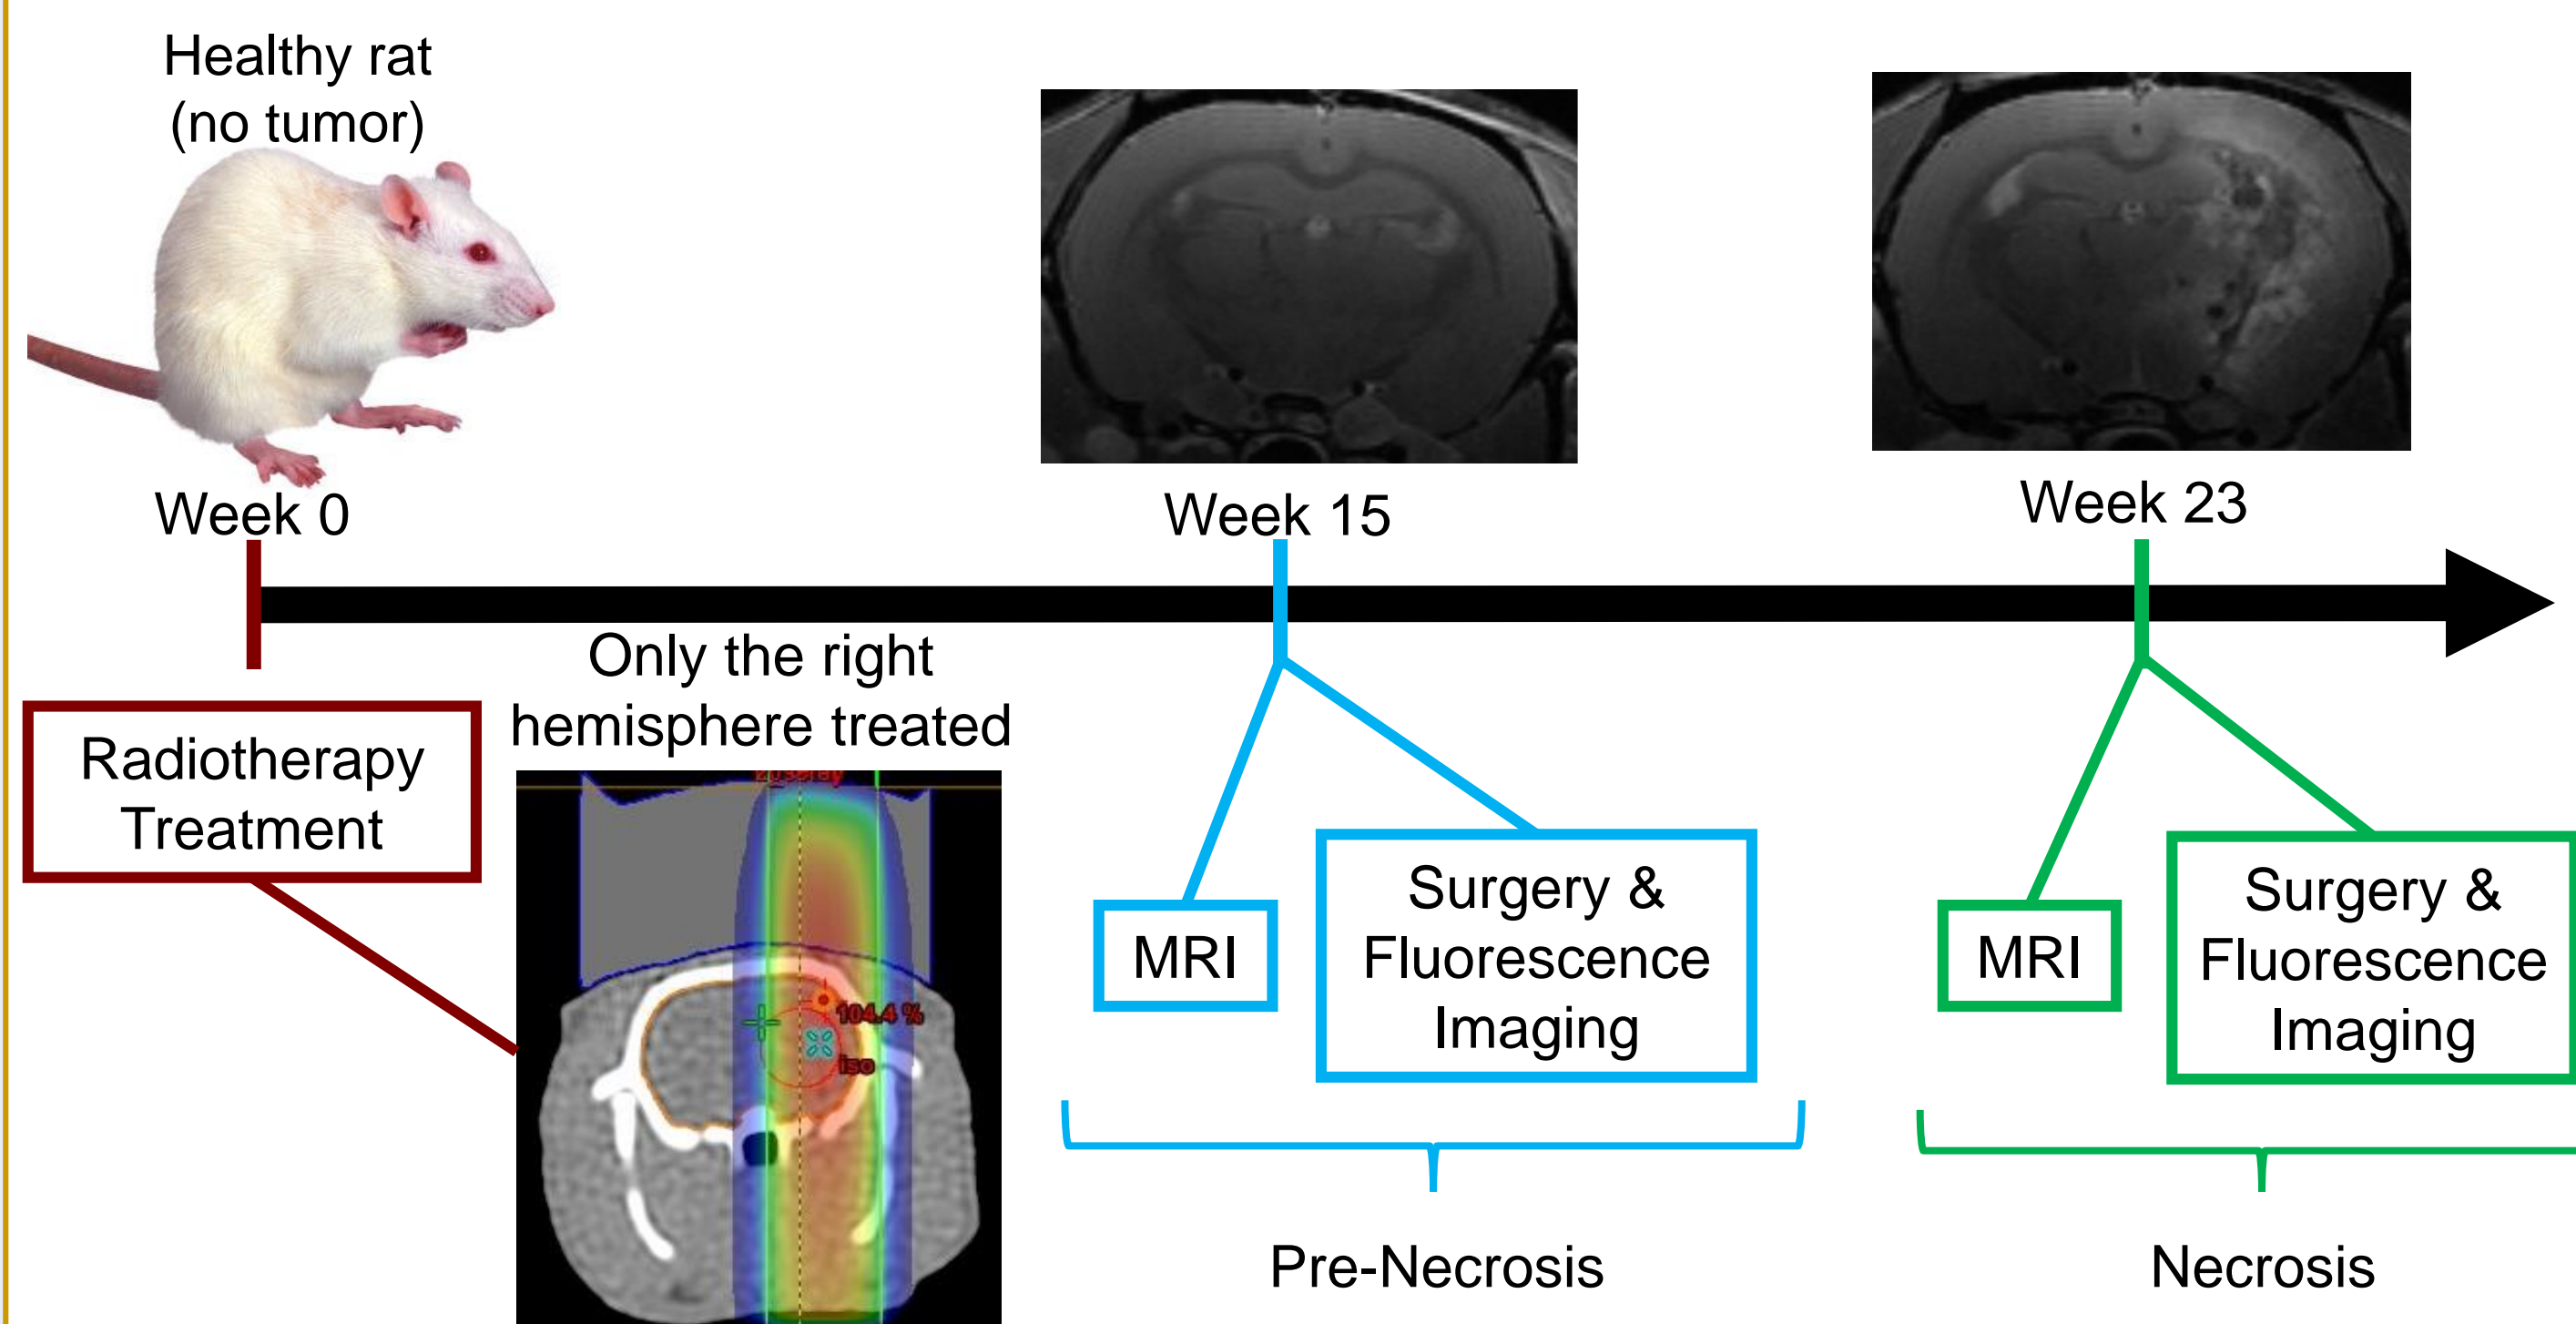 Healthy rat
(no tumor)
Week 0
Week 15
Week 23
Only the right
hemisphere treated
Radiotherapy
Treatment
104.4 %
iso
MRI
Surgery &
Fluorescence
Imaging
MRI
Surgery &
Fluorescence
Imaging
Pre-Necrosis
Necrosis